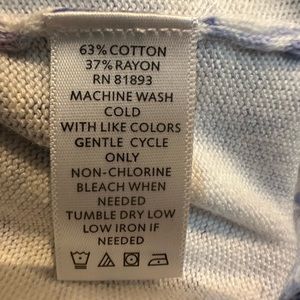 63% COTTON
37% RAYON
RN 81893
MACHINE WASH
COLD
WITH LIKE COLORS
GENTLE CYCLE
ONLY
NON-CHLORINE
BLEACH WHEN
NEEDED
TUMBLE DRY LOW
LOW IRON IF
NEEDED